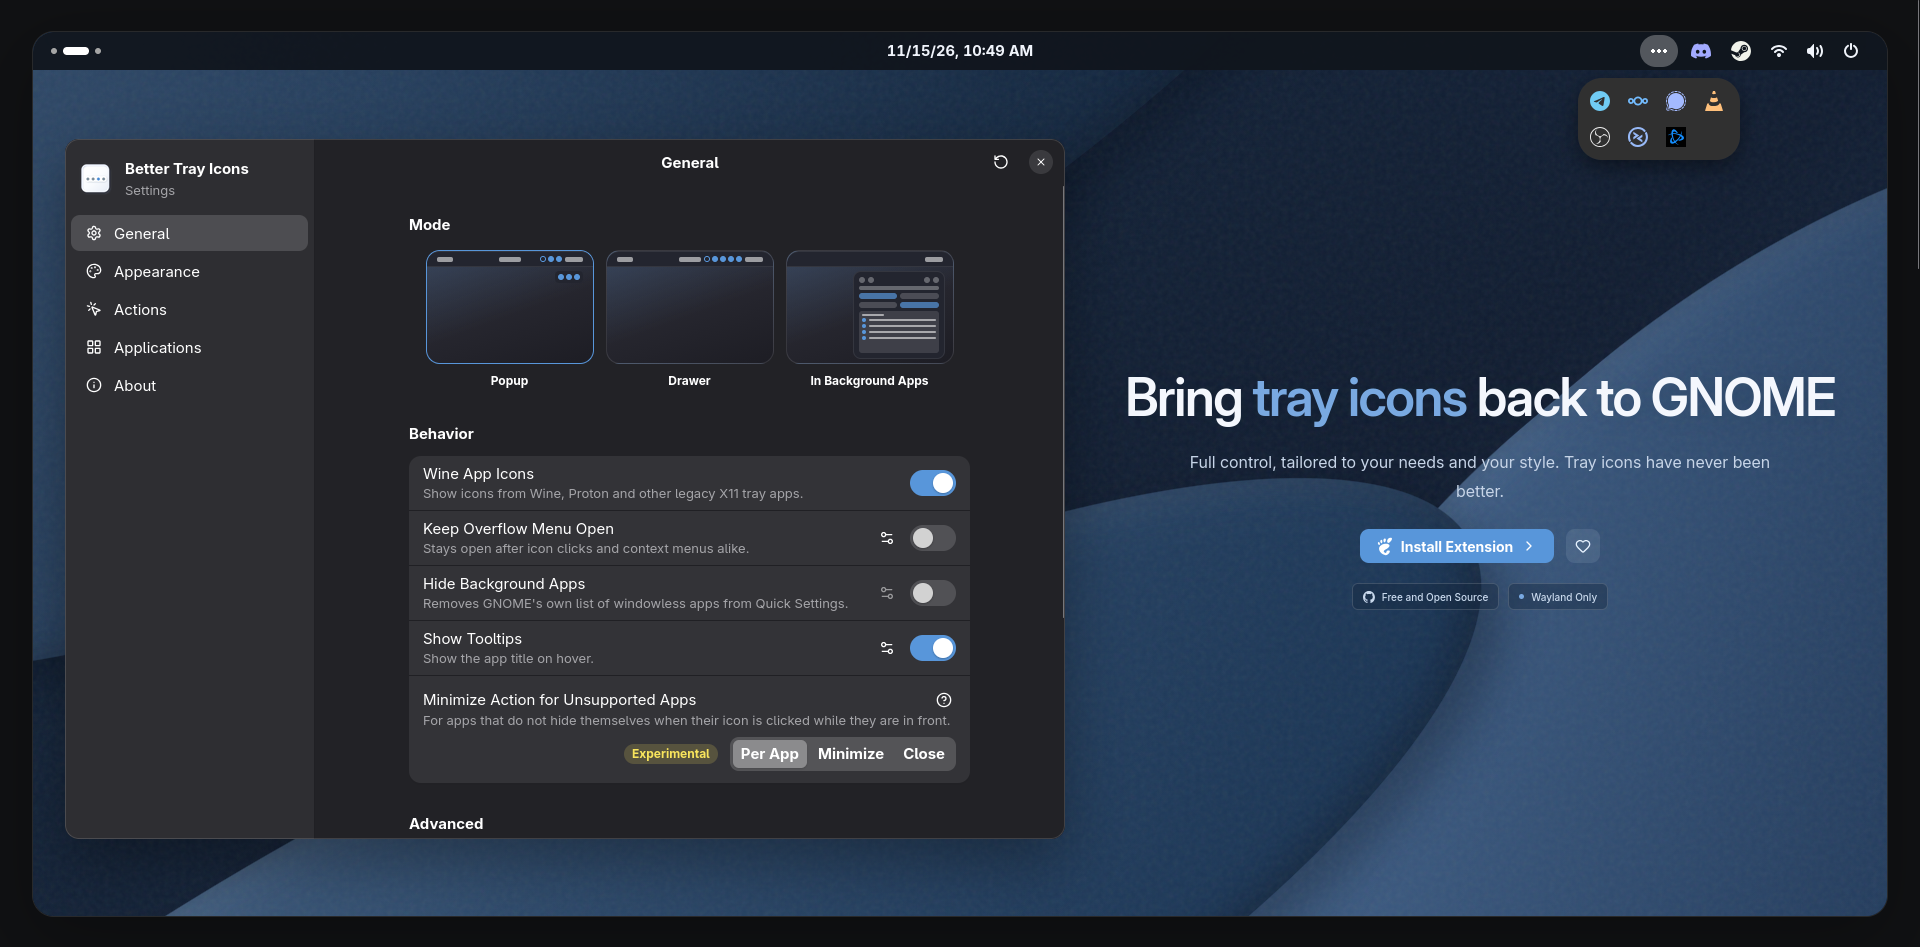 11/15/26, 10:49 AM
Better Tray Icons
Settings
General
Appearance
Actions
Applications
About
General
Mode
Popup
Drawer
In Background Apps
Behavior
Wine App Icons
Show icons from Wine, Proton and other legacy X11 tray apps.
Keep Overflow Menu Open
Stays open after icon clicks and context menus alike.
Hide Background Apps
Removes GNOME's own list of windowless apps from Quick Settings.
Show Tooltips
Show the app title on hover.
Minimize Action for Unsupported Apps
For apps that do not hide themselves when their icon is clicked while they are in front.
Experimental
Per App
Minimize
Close
Advanced
Bring tray icons back to GNOME
Full control, tailored to your needs and your style. Tray icons have never been
better.
Install Extension
Free and Open Source
Wayland Only